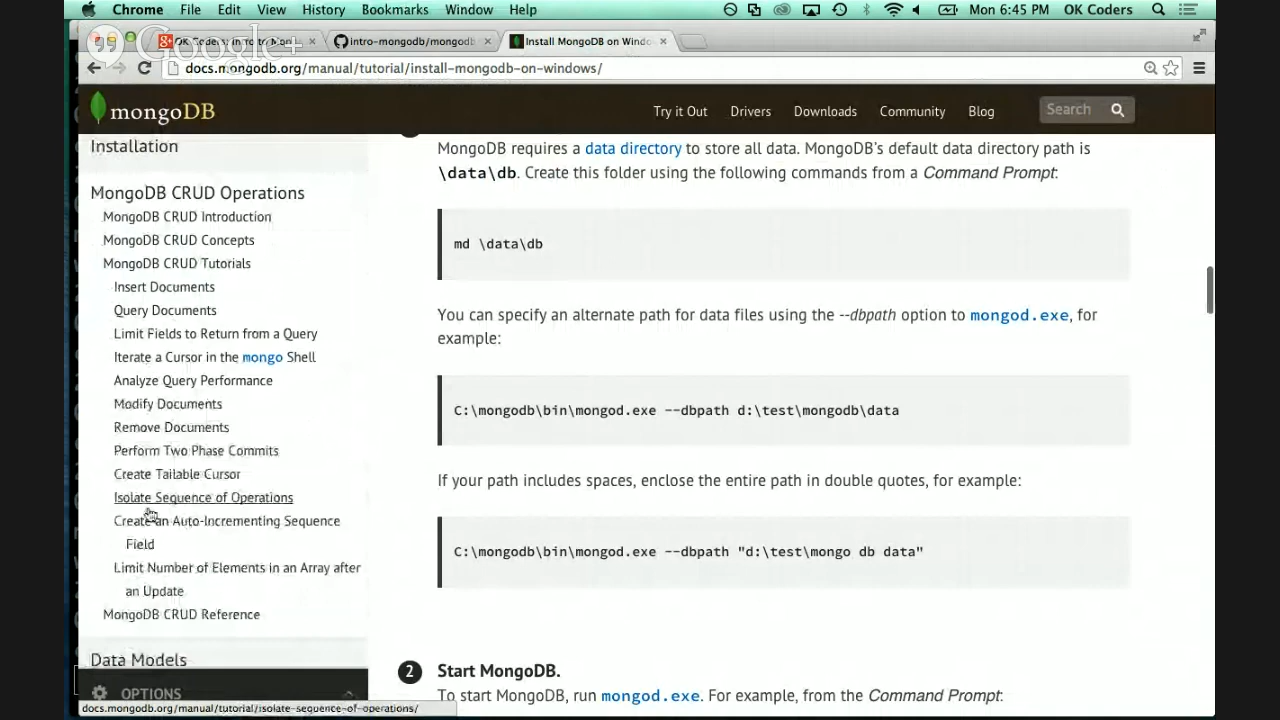 Chrome File Edit View History Bookmarks Window Help Mon 6:45 PM OK Coders
Google+
OK Coders: Intro to Mon
intro-mongodb/mongodb
Install MongoDB on Windo
docs.mongodb.org/manual/tutorial/install-mongodb-on-windows/
mongoDB
Try it Out Drivers Downloads Community Blog Search
Installation
MongoDB CRUD Operations
MongoDB CRUD Introduction
MongoDB CRUD Concepts
MongoDB CRUD Tutorials
Insert Documents
Query Documents
Limit Fields to Return from a Query
Iterate a Cursor in the mongo Shell
Analyze Query Performance
Modify Documents
Remove Documents
Perform Two Phase Commits
Create Tailable Cursor
Isolate Sequence of Operations
Create an Auto-Incrementing Sequence
Field
Limit Number of Elements in an Array after
an Update
MongoDB CRUD Reference
Data Models
OPTIONS
docs.mongodb.org/manual/tutorial/isolate-sequence-of-operations/
MongoDB requires a data directory to store all data. MongoDB's default data directory path is
\data\db. Create this folder using the following commands from a Command Prompt:
md \data\db
You can specify an alternate path for data files using the --dbpath option to mongod.exe, for
example:
C:\mongodb\bin\mongod.exe --dbpath d:\test\mongodb\data
If your path includes spaces, enclose the entire path in double quotes, for example:
C:\mongodb\bin\mongod.exe --dbpath "d:\test\mongo db data"
2 Start MongoDB.
To start MongoDB, run mongod.exe. For example, from the Command Prompt: